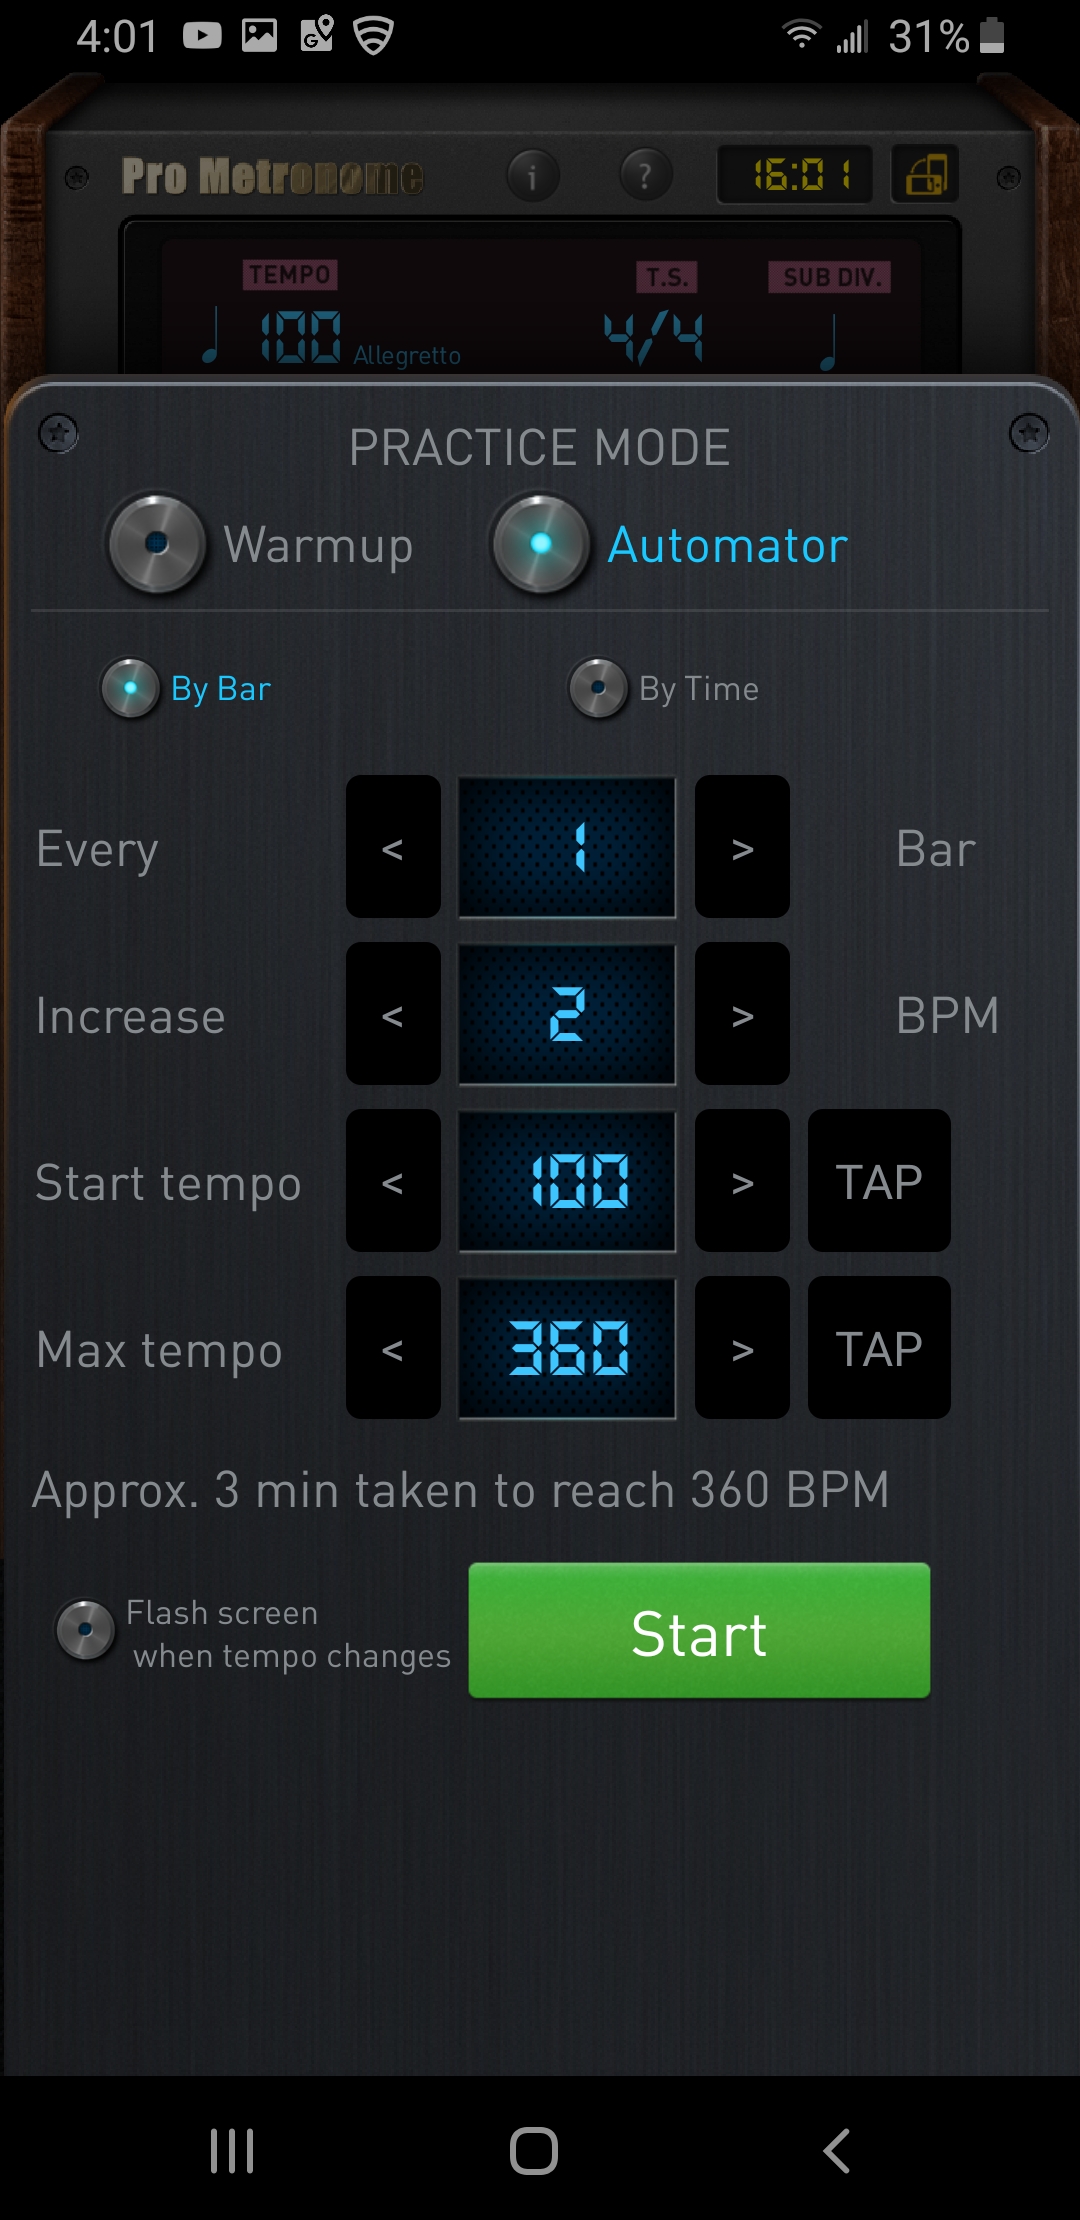 4:01 31%
Pro Metronome i ? 16:01
TEMPO T.S. SUB DIV.
100 Allegretto 4/4
PRACTICE MODE
Warmup Automator
By Bar By Time
Every < 1 > Bar
Increase < 2 > BPM
Start tempo < 100 > TAP
Max tempo < 360 > TAP
Approx. 3 min taken to reach 360 BPM
Flash screen
when tempo changes
Start